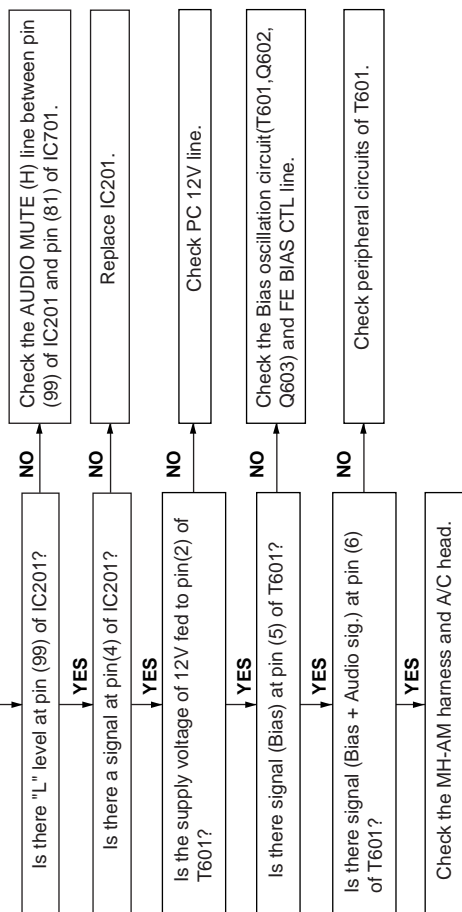 Is there "L" level at pin (99) of IC201?
NO
Check the AUDIO MUTE (H) line between pin
(99) of IC201 and pin (81) of IC701.
YES
Is there a signal at pin(4) of IC201?
NO
Replace IC201.
YES
Is the supply voltage of 12V fed to pin(2) of
T601?
NO
Check PC 12V line.
YES
Is there signal (Bias) at pin (5) of T601?
NO
Check the Bias oscillation circuit(T601,Q602,
Q603) and FE BIAS CTL line.
YES
Is there signal (Bias + Audio sig.) at pin (6)
of T601?
NO
Check peripheral circuits of T601.
YES
Check the MH-AM harness and A/C head.